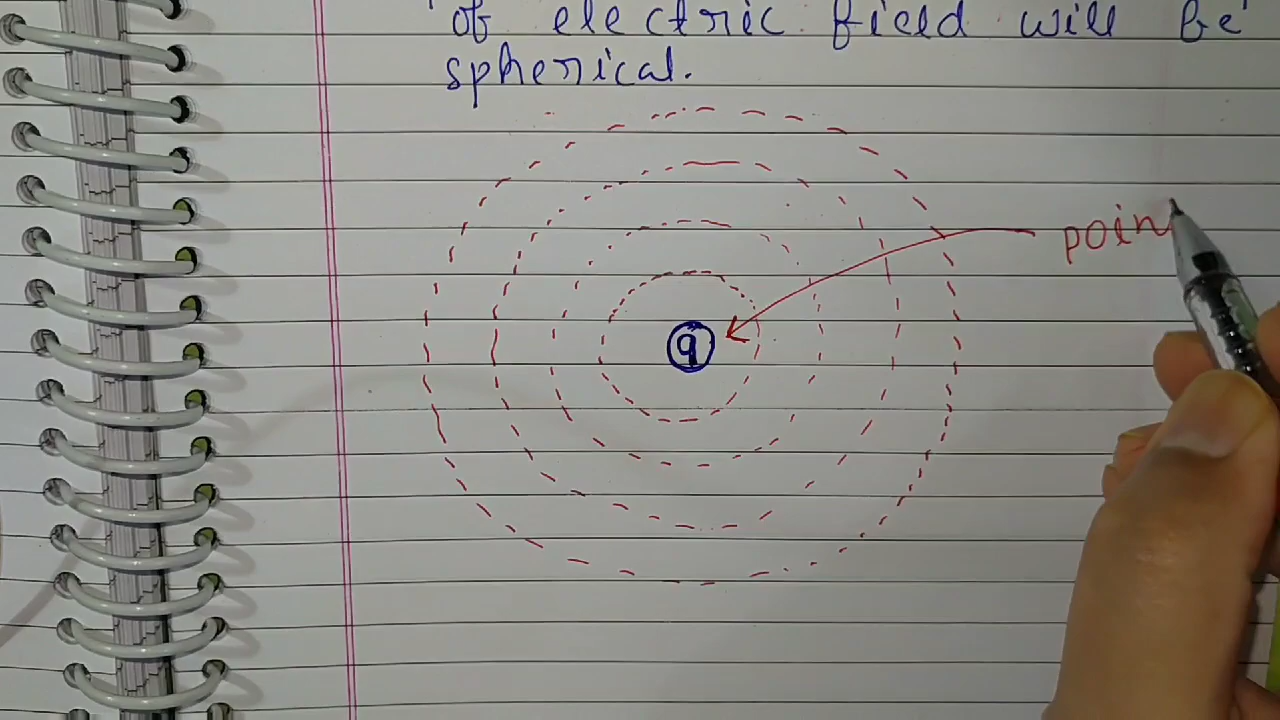 of electric field will be
spherical.
poin
q